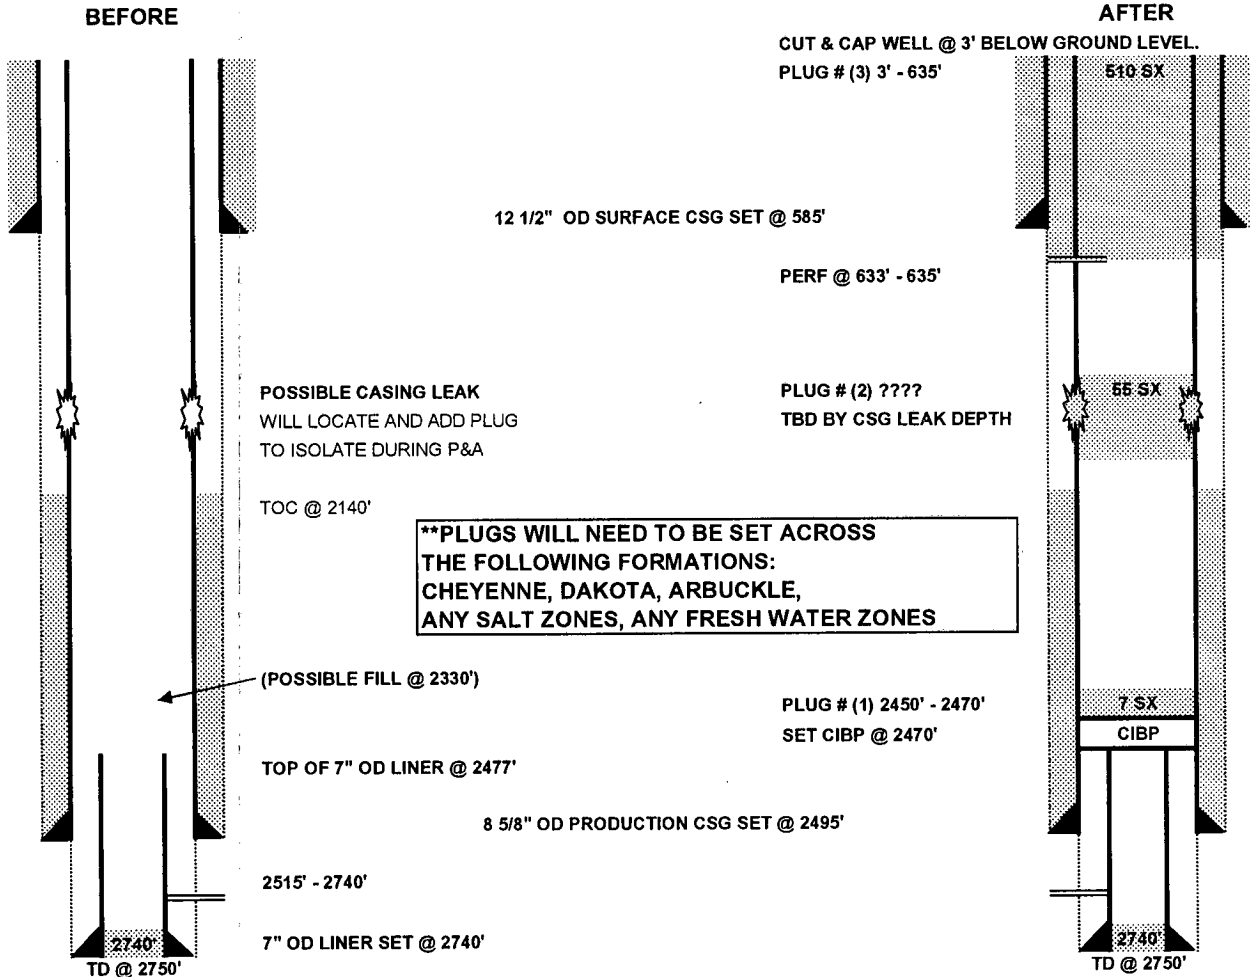 BEFORE
AFTER
CUT & CAP WELL @ 3' BELOW GROUND LEVEL.
PLUG # (3) 3' - 635'
510 SX
12 1/2" OD SURFACE CSG SET @ 585'
PERF @ 633' - 635'
POSSIBLE CASING LEAK
WILL LOCATE AND ADD PLUG
TO ISOLATE DURING P&A
PLUG # (2) ????
TBD BY CSG LEAK DEPTH
55 SX
TOC @ 2140'
**PLUGS WILL NEED TO BE SET ACROSS
THE FOLLOWING FORMATIONS:
CHEYENNE, DAKOTA, ARBUCKLE,
ANY SALT ZONES, ANY FRESH WATER ZONES
(POSSIBLE FILL @ 2330')
PLUG # (1) 2450' - 2470'
SET CIBP @ 2470'
7 SX
CIBP
TOP OF 7" OD LINER @ 2477'
8 5/8" OD PRODUCTION CSG SET @ 2495'
2515' - 2740'
7" OD LINER SET @ 2740'
2740'
TD @ 2750'
2740'
TD @ 2750'